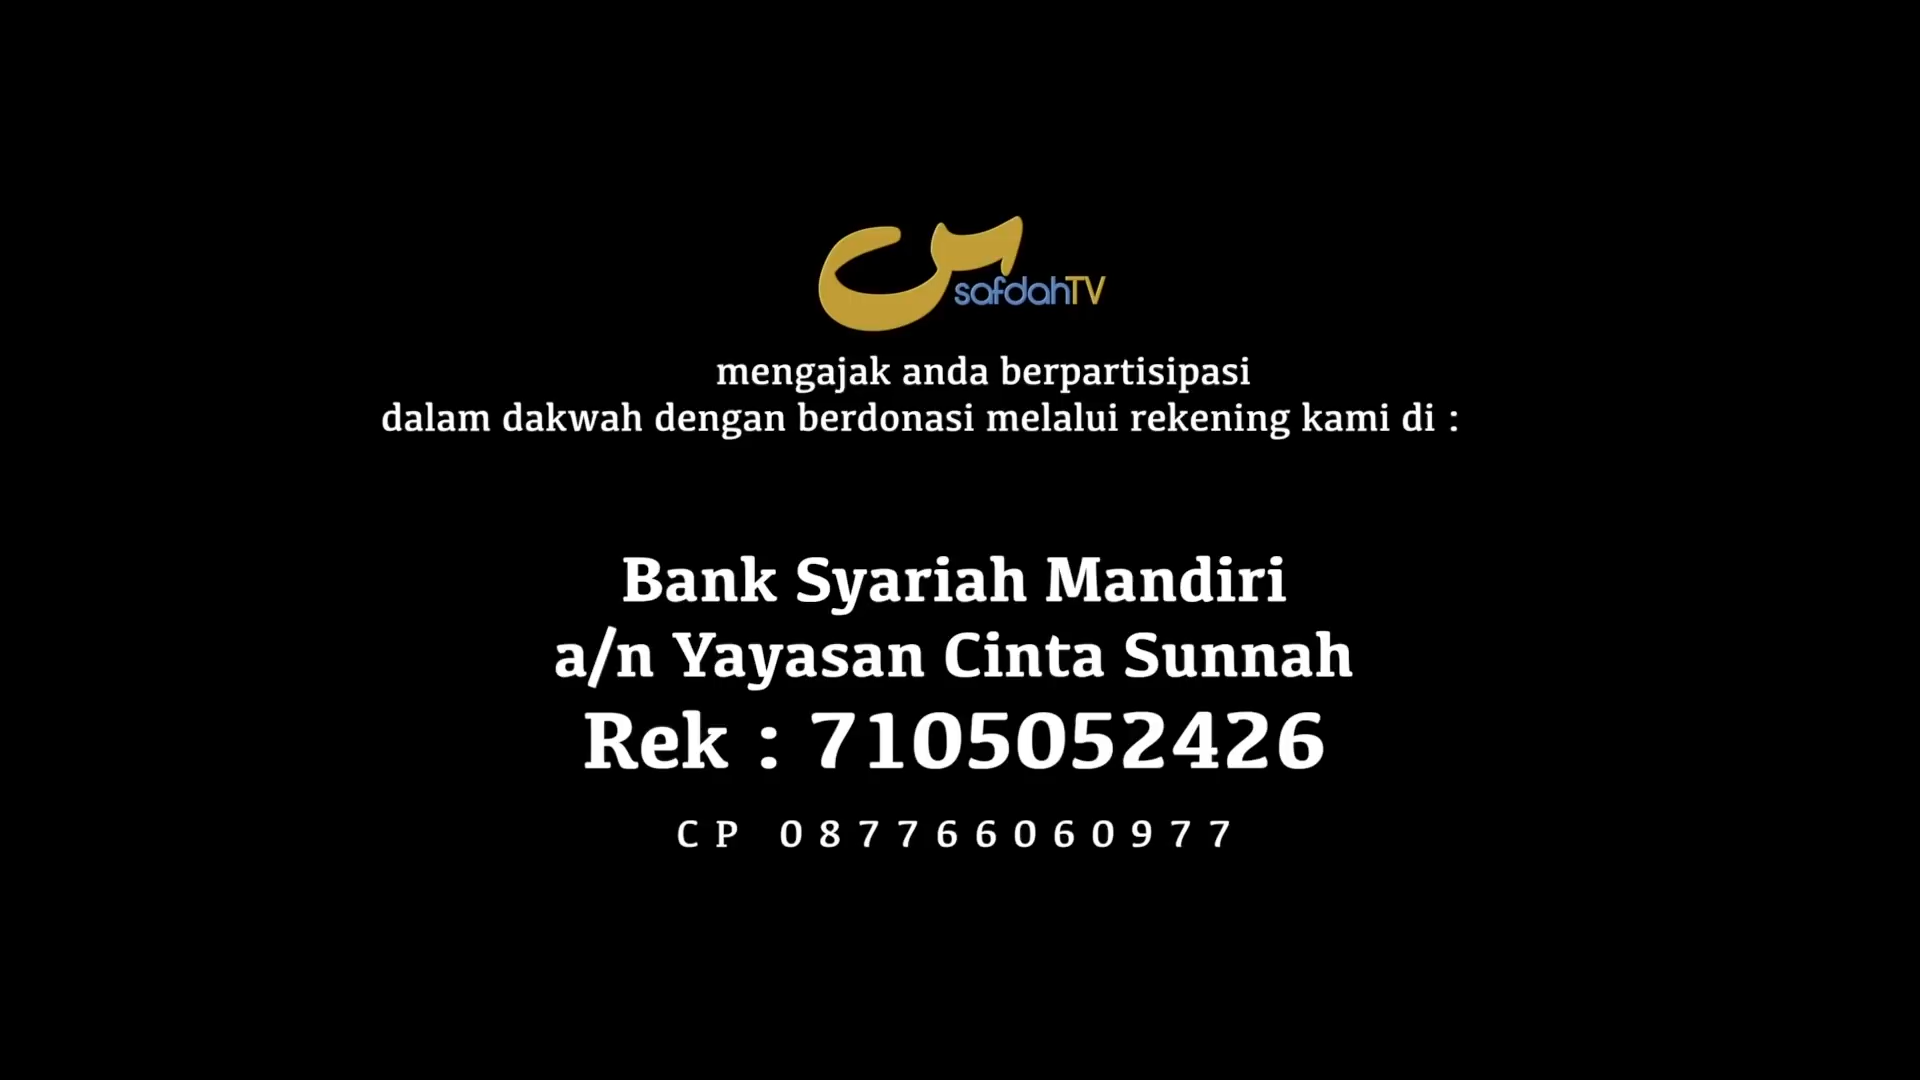 safdahTV
mengajak anda berpartisipasi
dalam dakwah dengan berdonasi melalui rekening kami di :
Bank Syariah Mandiri
a/n Yayasan Cinta Sunnah
Rek : 7105052426
CP 087766060977